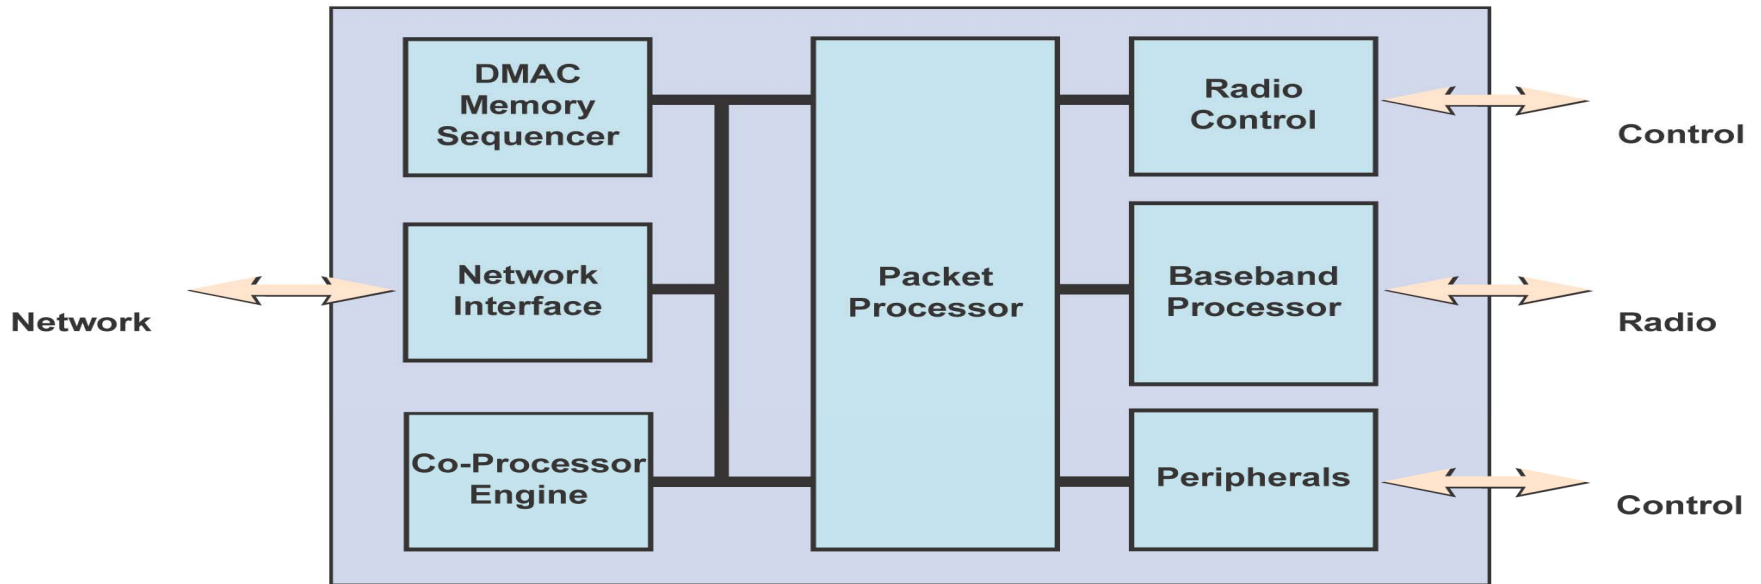 DMAC
Memory
Sequencer
Radio
Control
Control
Network
Interface
Network
Packet
Processor
Baseband
Processor
Radio
Co-Processor
Engine
Peripherals
Control